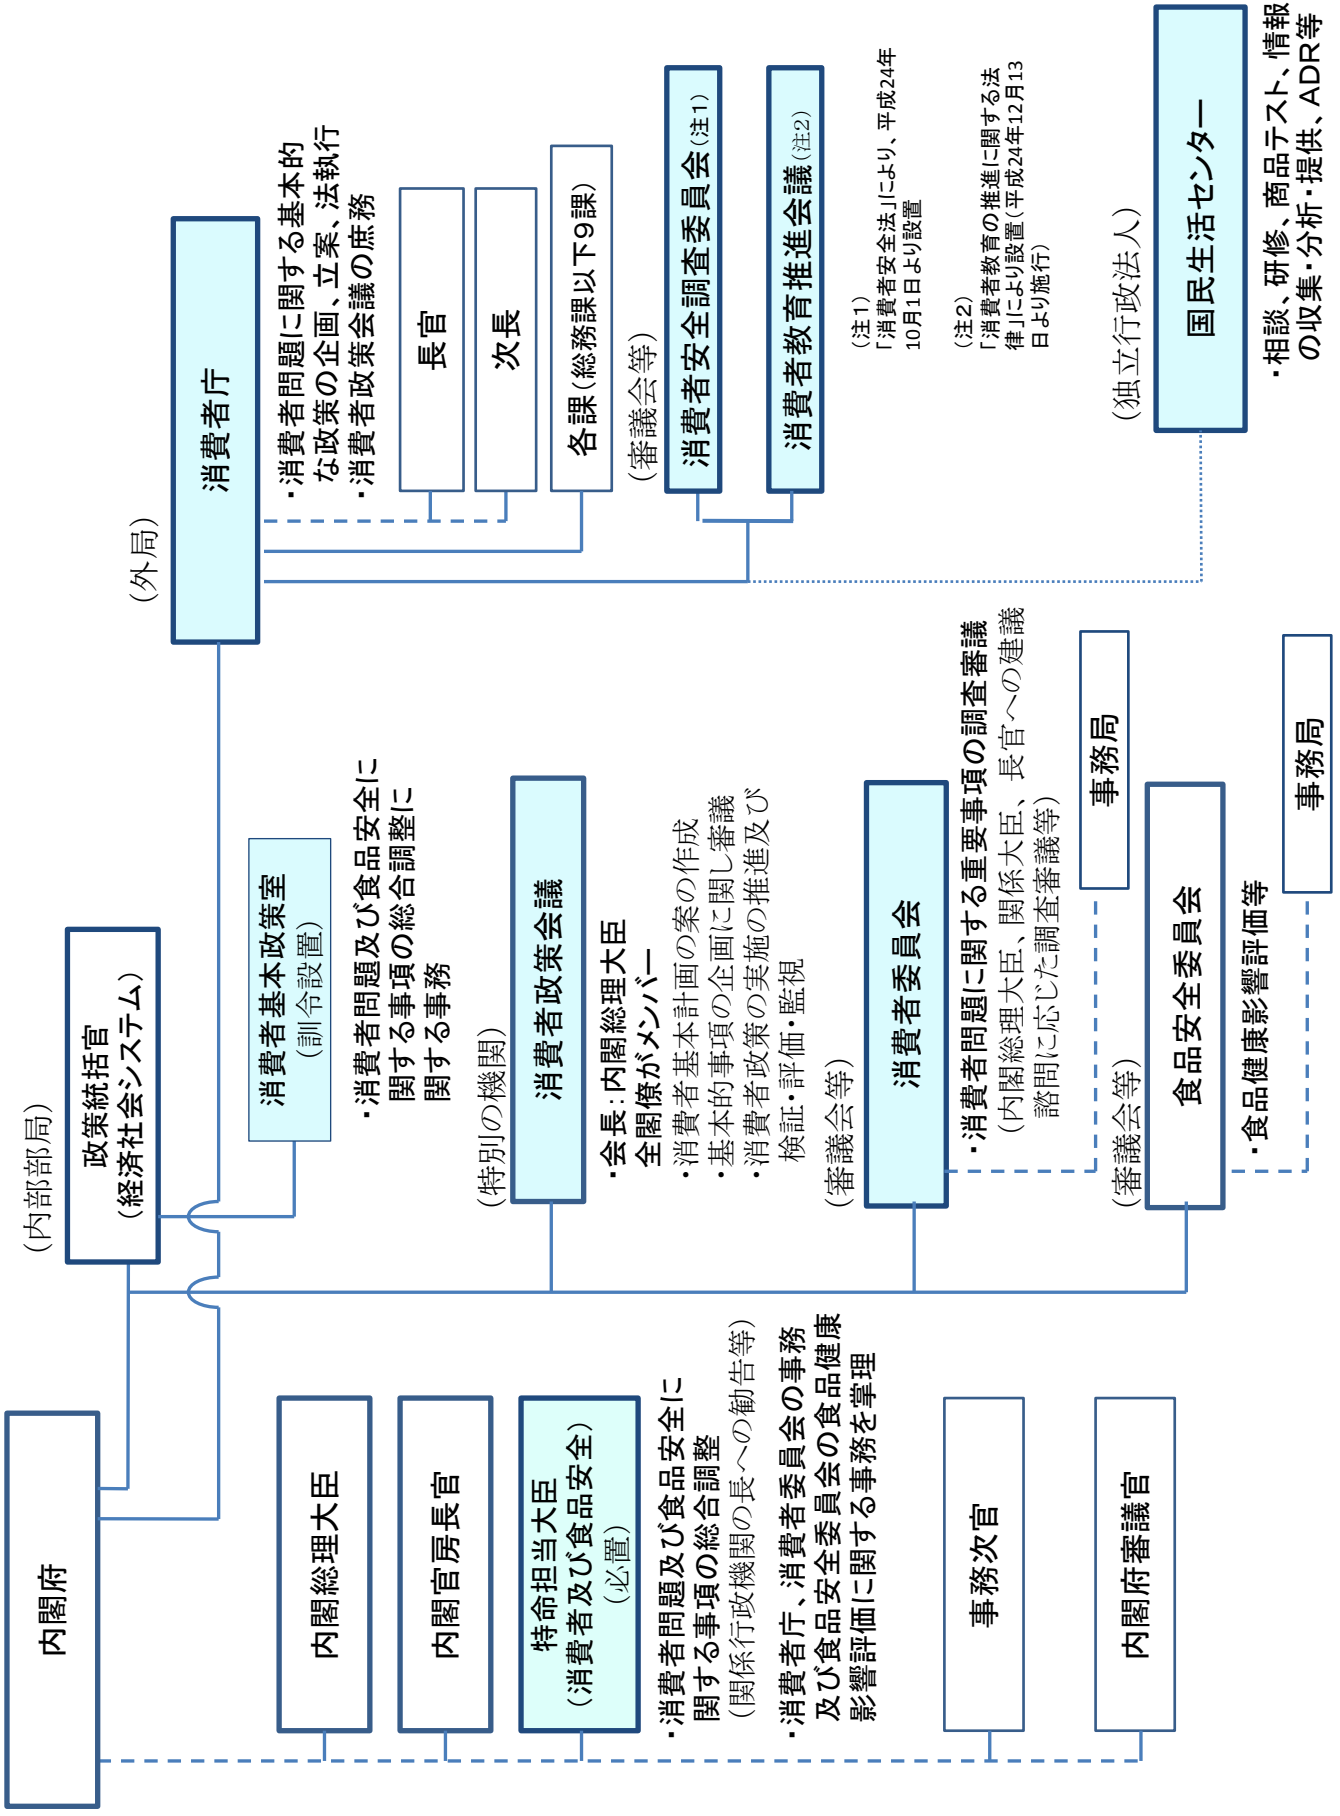 内閣府
内閣総理大臣
内閣官房長官
特命担当大臣
（消費者及び食品安全）
（必置）
・消費者問題及び食品安全に
関する事項の総合調整
（関係行政機関の長への勧告等）
・消費者庁、消費者委員会の事務
及び食品安全委員会の食品健康
影響評価に関する事務を掌理
事務次官
内閣府審議官
（内部部局）
政策統括官
（経済社会システム）
消費者基本政策室
（訓令設置）
・消費者問題及び食品安全に
関する事項の総合調整に
関する事務
（特別の機関）
消費者政策会議
・会長：内閣総理大臣
全閣僚がメンバー
・消費者基本計画の案の作成
・基本的事項の企画に関し審議
・消費者政策の実施の推進及び
検証・評価・監視
（審議会等）
消費者委員会
・消費者問題に関する重要事項の調査審議
（内閣総理大臣、関係大臣、長官への建議
諮問に応じた調査審議等）
事務局
（審議会等）
食品安全委員会
・食品健康影響評価等
事務局
（外局）
消費者庁
・消費者問題に関する基本的
な政策の企画、立案、法執行
・消費者政策会議の庶務
長官
次長
各課（総務課以下９課）
（審議会等）
消費者安全調査委員会（注１）
消費者教育推進会議（注２）
（注１）
「消費者安全法」により、平成24年
10月1日より設置
（注２）
「消費者教育の推進に関する法
律」により設置（平成24年12月13
日より施行）
（独立行政法人）
国民生活センター
・相談、研修、商品テスト、情報
の収集・分析・提供、ADR等